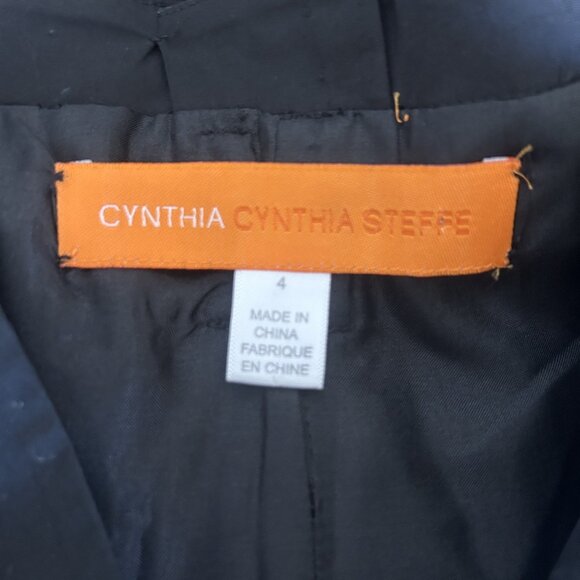 CYNTHIA CYNTHIA STEFFE
4
MADE IN
CHINA
FABRIQUE
EN CHINE